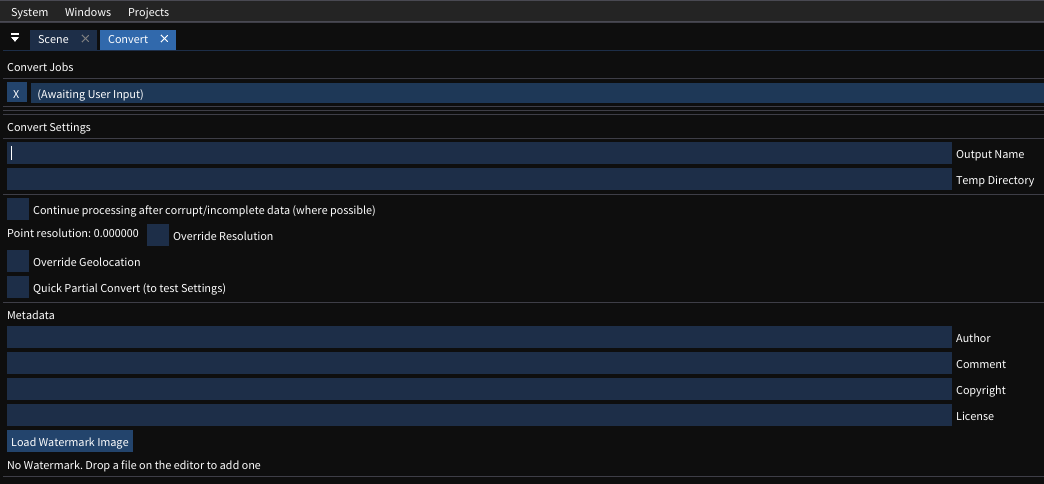 System Windows Projects
Scene Convert
Convert Jobs
X (Awaiting User Input)
Convert Settings
Output Name
Temp Directory
Continue processing after corrupt/incomplete data (where possible)
Point resolution: 0.000000 Override Resolution
Override Geolocation
Quick Partial Convert (to test Settings)
Metadata
Author
Comment
Copyright
License
Load Watermark Image
No Watermark. Drop a file on the editor to add one